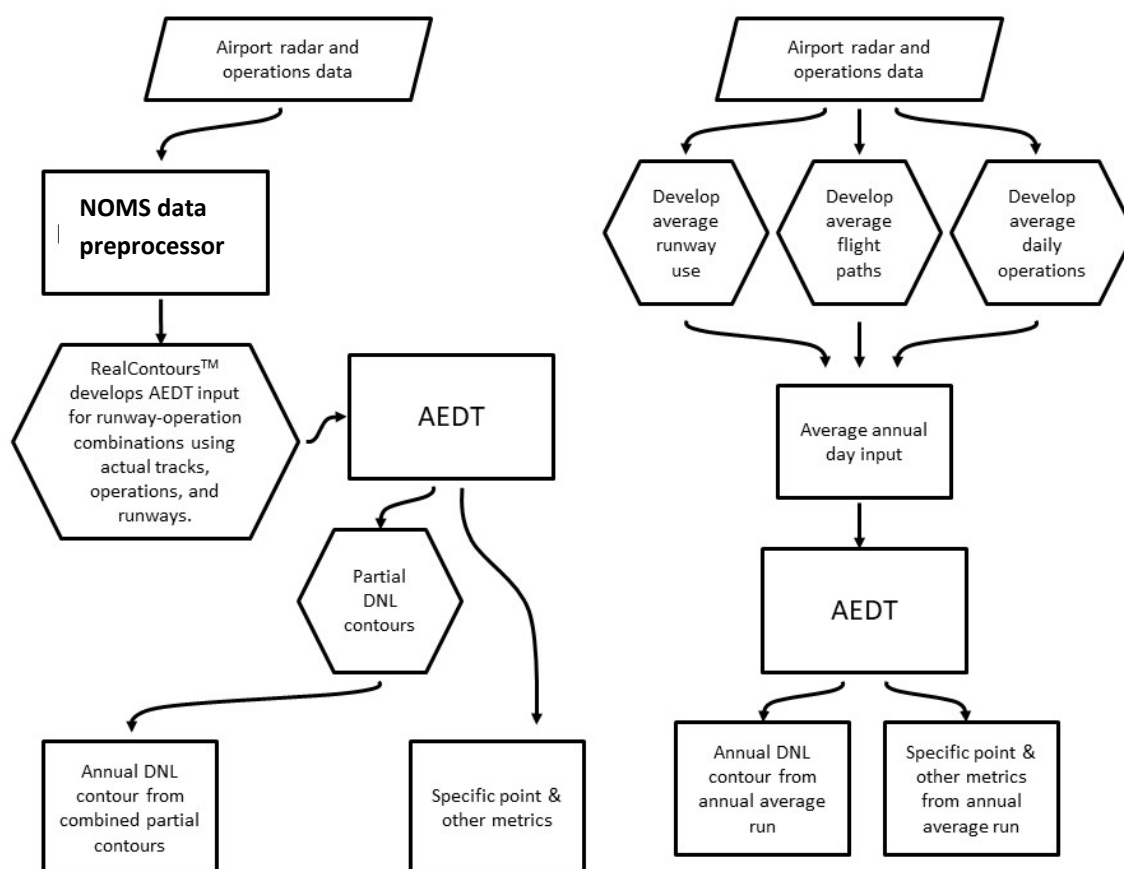 Airport radar and
operations data
NOMS data
preprocessor
RealContours™
develops AEDT input
for runway-operation
combinations using
actual tracks,
operations, and
runways.
AEDT
Partial
DNL
contours
Annual DNL
contour from
combined partial
contours
Specific point &
other metrics
Airport radar and
operations data
Develop
average
runway
use
Develop
average
flight
paths
Develop
average
daily
operations
Average annual
day input
AEDT
Annual DNL
contour from
annual average
run
Specific point &
other metrics
from annual
average run